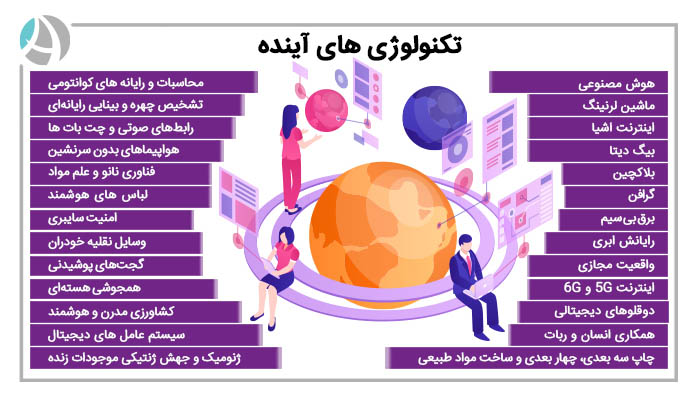 تکنولوژی های آینده
هوش مصنوعی
ماشین لرنینگ
اینترنت اشیا
بیگ دیتا
بلاکچین
گرافن
برق‌بی‌سیم
رایانش ابری
واقعیت مجازی
اینترنت 5G و 6G
دوقلوهای دیجیتالی
همکاری انسان و ربات
چاپ سه بعدی، چهار بعدی و ساخت مواد طبیعی
محاسبات و رایانه های کوانتومی
تشخیص چهره و بینایی رایانه‌ای
رابط‌های صوتی و چت بات ها
هواپیماهای بدون سرنشین
فناوری نانو و علم مواد
لباس های هوشمند
امنیت سایبری
وسایل نقلیه خودران
گجت‌های پوشیدنی
همجوشی هسته‌ای
کشاورزی مدرن و هوشمند
سیستم عامل های دیجیتال
ژنومیک و جهش ژنتیکی موجودات زنده